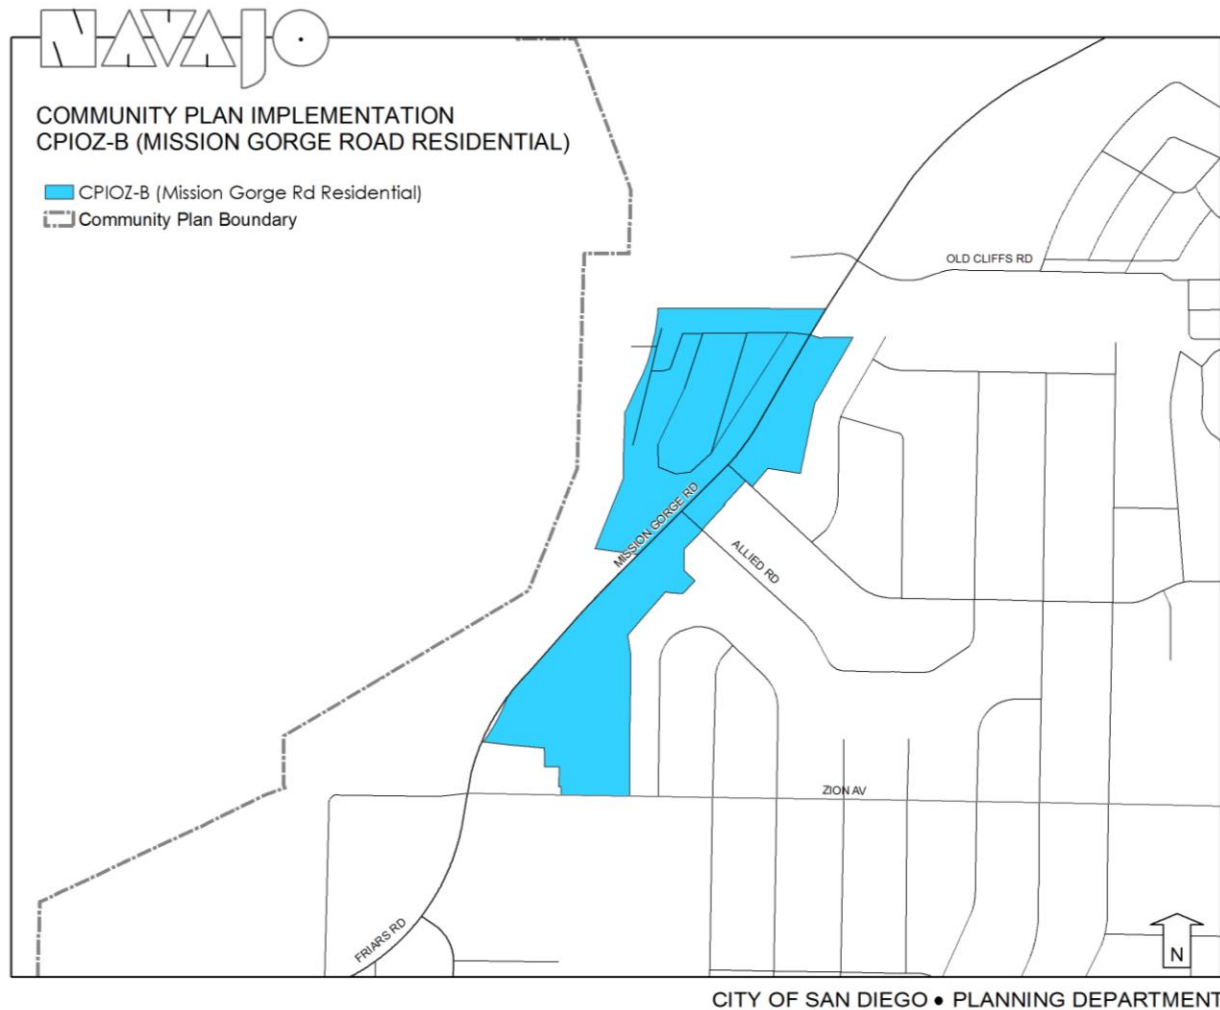 NAVAJO
COMMUNITY PLAN IMPLEMENTATION
CPIOZ-B (MISSION GORGE ROAD RESIDENTIAL)
CPIOZ-B (Mission Gorge Rd Residential)
Community Plan Boundary
OLD CLIFFS RD
MISSION GORGE RD
ALLIED RD
ZION AV
FRIARS RD
N
CITY OF SAN DIEGO • PLANNING DEPARTMENT